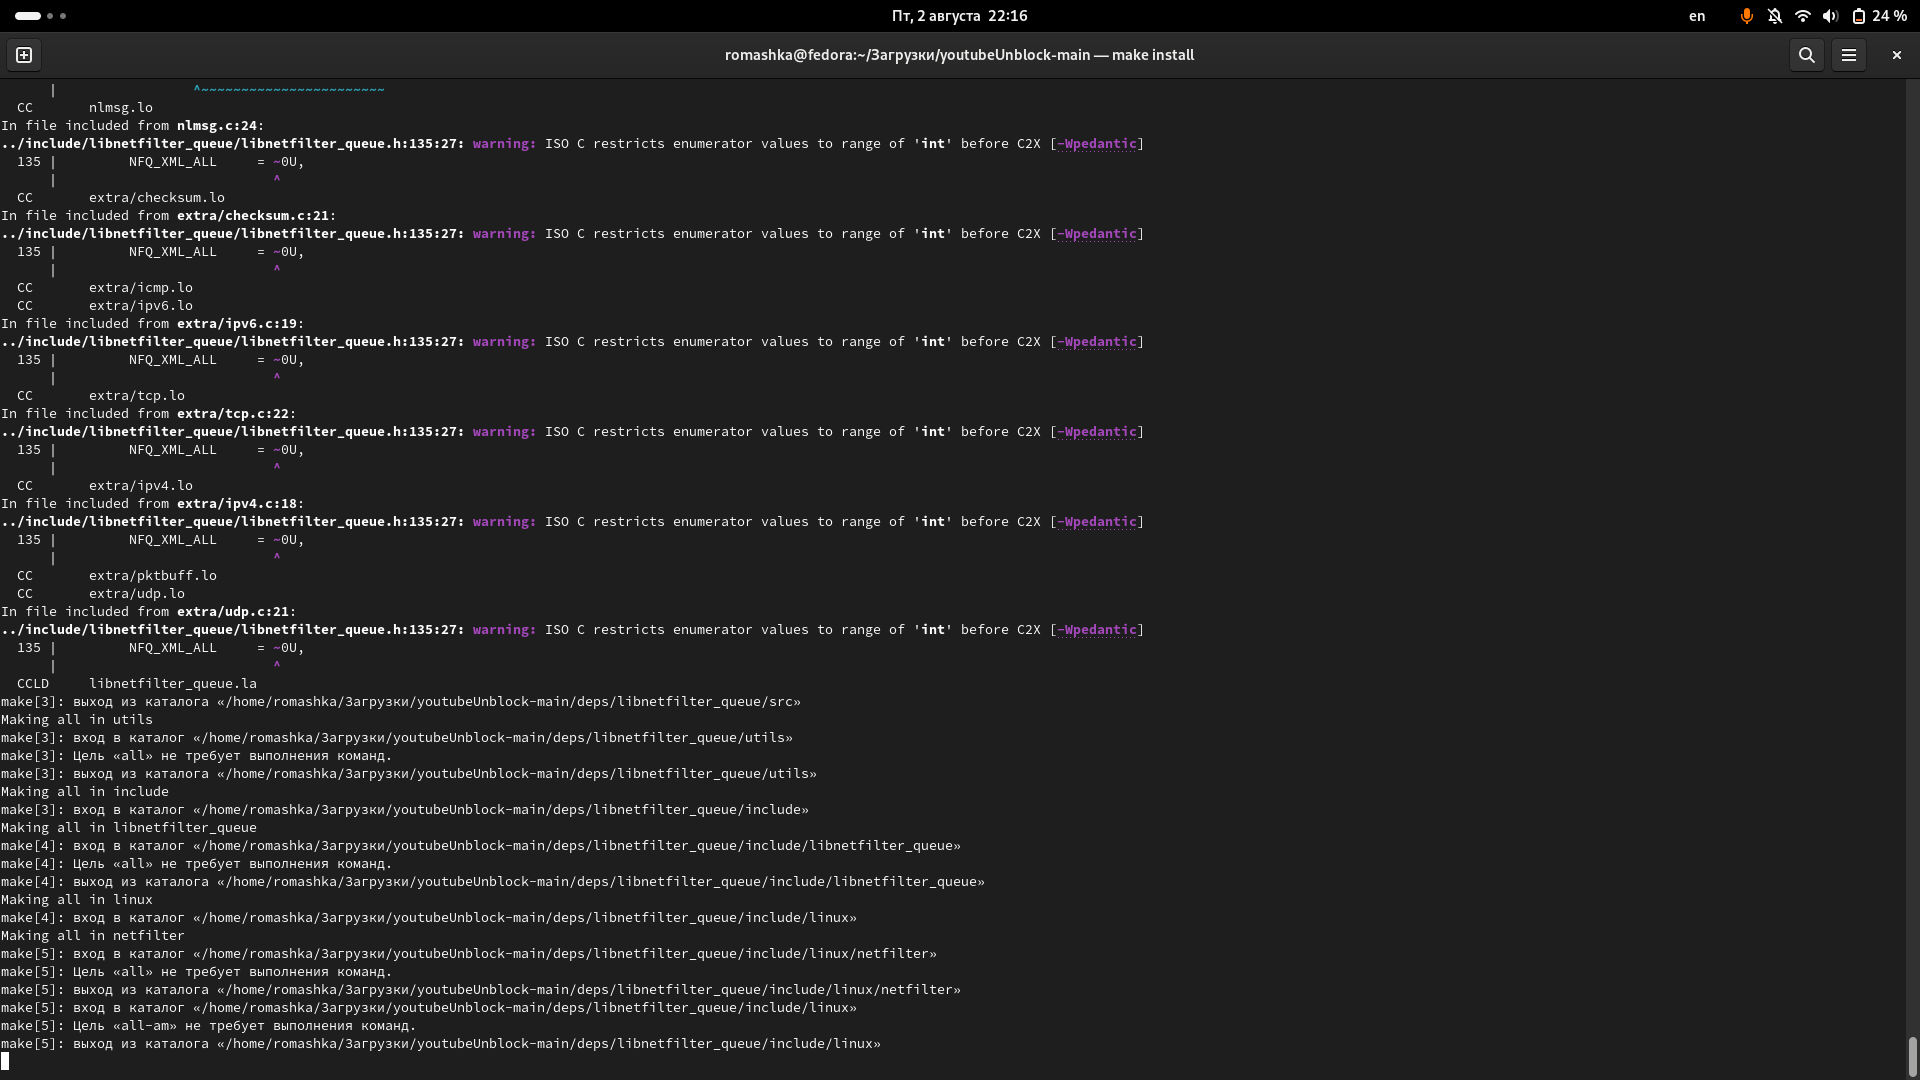 Пт, 2 августа 22:16
en
24 %
romashka@fedora:~/Загрузки/youtubeUnblock-main — make install
| ^~~~~~~~~~~~~~~~~~~~~~~~
CC nlmsg.lo
In file included from nlmsg.c:24:
../include/libnetfilter_queue/libnetfilter_queue.h:135:27: warning: ISO C restricts enumerator values to range of 'int' before C2X [-Wpedantic]
135 | NFQ_XML_ALL = ~0U,
| ^
CC extra/checksum.lo
In file included from extra/checksum.c:21:
../include/libnetfilter_queue/libnetfilter_queue.h:135:27: warning: ISO C restricts enumerator values to range of 'int' before C2X [-Wpedantic]
135 | NFQ_XML_ALL = ~0U,
| ^
CC extra/icmp.lo
CC extra/ipv6.lo
In file included from extra/ipv6.c:19:
../include/libnetfilter_queue/libnetfilter_queue.h:135:27: warning: ISO C restricts enumerator values to range of 'int' before C2X [-Wpedantic]
135 | NFQ_XML_ALL = ~0U,
| ^
CC extra/tcp.lo
In file included from extra/tcp.c:22:
../include/libnetfilter_queue/libnetfilter_queue.h:135:27: warning: ISO C restricts enumerator values to range of 'int' before C2X [-Wpedantic]
135 | NFQ_XML_ALL = ~0U,
| ^
CC extra/ipv4.lo
In file included from extra/ipv4.c:18:
../include/libnetfilter_queue/libnetfilter_queue.h:135:27: warning: ISO C restricts enumerator values to range of 'int' before C2X [-Wpedantic]
135 | NFQ_XML_ALL = ~0U,
| ^
CC extra/pktbuff.lo
CC extra/udp.lo
In file included from extra/udp.c:21:
../include/libnetfilter_queue/libnetfilter_queue.h:135:27: warning: ISO C restricts enumerator values to range of 'int' before C2X [-Wpedantic]
135 | NFQ_XML_ALL = ~0U,
| ^
CCLD libnetfilter_queue.la
make[3]: выход из каталога «/home/romashka/Загрузки/youtubeUnblock-main/deps/libnetfilter_queue/src»
Making all in utils
make[3]: вход в каталог «/home/romashka/Загрузки/youtubeUnblock-main/deps/libnetfilter_queue/utils»
make[3]: Цель «all» не требует выполнения команд.
make[3]: выход из каталога «/home/romashka/Загрузки/youtubeUnblock-main/deps/libnetfilter_queue/utils»
Making all in include
make[3]: вход в каталог «/home/romashka/Загрузки/youtubeUnblock-main/deps/libnetfilter_queue/include»
Making all in libnetfilter_queue
make[4]: вход в каталог «/home/romashka/Загрузки/youtubeUnblock-main/deps/libnetfilter_queue/include/libnetfilter_queue»
make[4]: Цель «all» не требует выполнения команд.
make[4]: выход из каталога «/home/romashka/Загрузки/youtubeUnblock-main/deps/libnetfilter_queue/include/libnetfilter_queue»
Making all in linux
make[4]: вход в каталог «/home/romashka/Загрузки/youtubeUnblock-main/deps/libnetfilter_queue/include/linux»
Making all in netfilter
make[5]: вход в каталог «/home/romashka/Загрузки/youtubeUnblock-main/deps/libnetfilter_queue/include/linux/netfilter»
make[5]: Цель «all» не требует выполнения команд.
make[5]: выход из каталога «/home/romashka/Загрузки/youtubeUnblock-main/deps/libnetfilter_queue/include/linux/netfilter»
make[5]: вход в каталог «/home/romashka/Загрузки/youtubeUnblock-main/deps/libnetfilter_queue/include/linux»
make[5]: Цель «all-am» не требует выполнения команд.
make[5]: выход из каталога «/home/romashka/Загрузки/youtubeUnblock-main/deps/libnetfilter_queue/include/linux»